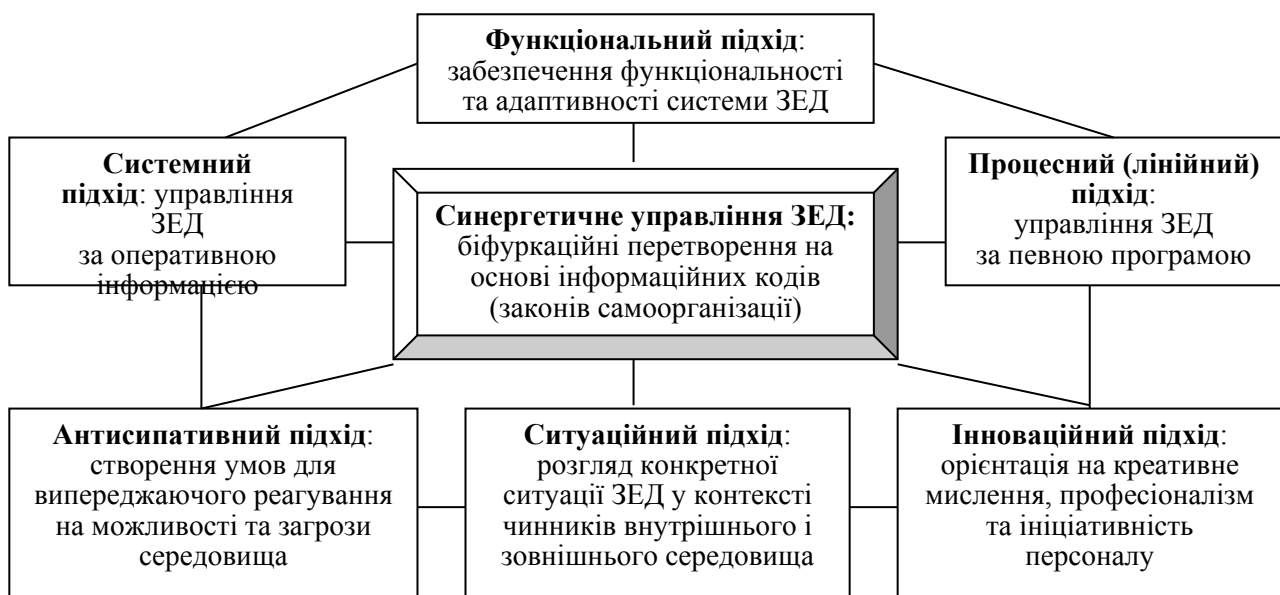 Функціональний підхід:
забезпечення функціональності
та адаптивності системи ЗЕД
Системний
підхід: управління
ЗЕД
за оперативною
інформацією
Синергетичне управління ЗЕД:
біфуркаційні перетворення на
основі інформаційних кодів
(законів самоорганізації)
Процесний (лінійний)
підхід:
управління ЗЕД
за певною програмою
Антисипативний підхід:
створення умов для
випереджаючого реагування
на можливості та загрози
середовища
Ситуаційний підхід:
розгляд конкретної
ситуації ЗЕД у контексті
чинників внутрішнього і
зовнішнього середовища
Інноваційний підхід:
орієнтація на креативне
мислення, професіоналізм
та ініціативність
персоналу